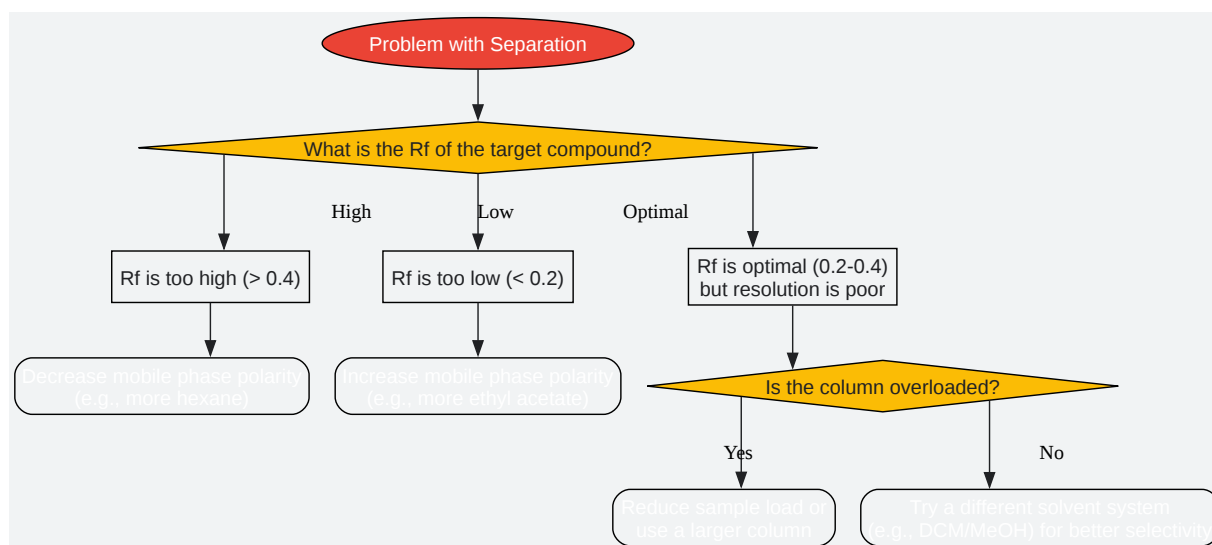 Problem with Separation
What is the Rf of the target compound?
High
Low
Optimal
Rf is too high (> 0.4)
Rf is too low (< 0.2)
Rf is optimal (0.2-0.4)
but resolution is poor
Decrease mobile phase polarity
(e.g., more hexane)
Increase mobile phase polarity
(e.g., more ethyl acetate)
Is the column overloaded?
Yes
No
Reduce sample load or
use a larger column
Try a different solvent system
(e.g., DCM/MeOH) for better selectivity